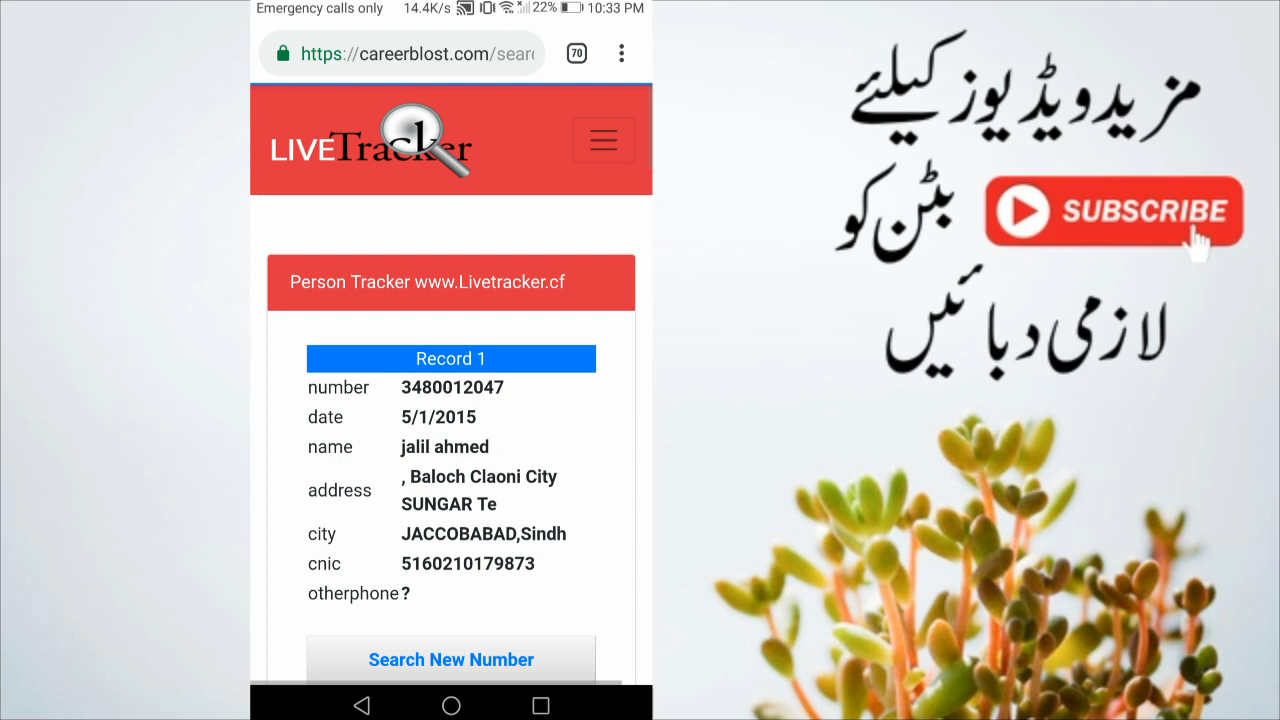 Emergency calls only 14.4K/s 22% 10:33 PM
https://careerblost.com/sear
70
LIVETracker
Person Tracker www.Livetracker.cf
Record 1
number 3480012047
date 5/1/2015
name jalil ahmed
address , Baloch Claoni City
SUNGAR Te
city JACCOBABAD,Sindh
cnic 5160210179873
otherphone ?
Search New Number
مزید ویڈیوز کیلئے
SUBSCRIBE بٹن کو
لازمی دبائیں